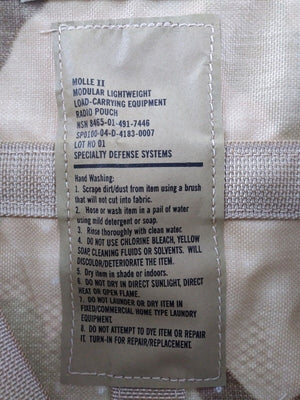 MOLLE II
MODULAR LIGHTWEIGHT
LOAD-CARRYING EQUIPMENT
RADIO POUCH
NSN 8465-01-491-7446
SP0100-04-D-4183-0007
LOT NO 01
SPECIALTY DEFENSE SYSTEMS
Hand Washing:
1. Scrape dirt/dust from item using a brush
that will not cut into fabric.
2. Hose or wash item in a pail of water
using mild detergent or soap.
3. Rinse thoroughly with clean water.
4. DO NOT USE CHLORINE BLEACH, YELLOW
SOAP, CLEANING FLUIDS OR SOLVENTS. WILL
DISCOLOR/DETERIORATE THE ITEM.
5. Dry item in shade or indoors.
6. DO NOT DRY IN DIRECT SUNLIGHT, DIRECT
HEAT OR OPEN FLAME.
7. DO NOT LAUNDER OR DRY ITEM IN
FIXED/COMMERCIAL HOME TYPE LAUNDRY
EQUIPMENT.
8. DO NOT ATTEMPT TO DYE ITEM OR REPAIR
IT. TURN-IN FOR REPAIR/REPLACEMENT.